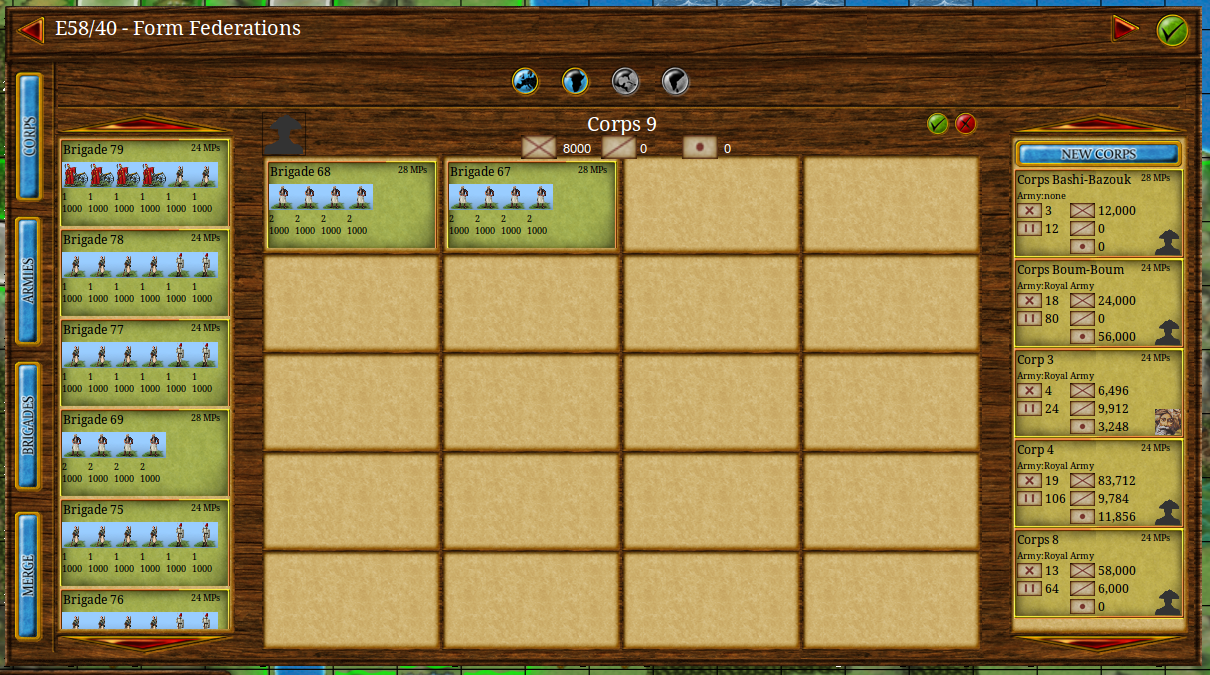 E58/40 - Form Federations
CORPS
ARMIES
BRIGADES
MERGE
Brigade 79 24 MPs
1 1 1 1 1 1
1000 1000 1000 1000 1000 1000
Brigade 78 24 MPs
1 1 1 1 1 1
1000 1000 1000 1000 1000 1000
Brigade 77 24 MPs
1 1 1 1 1 1
1000 1000 1000 1000 1000 1000
Brigade 69 28 MPs
2 2 2 2
1000 1000 1000 1000
Brigade 75 24 MPs
1 1 1 1 1 1
1000 1000 1000 1000 1000 1000
Brigade 76 24 MPs
Corps 9
8000 0 0
Brigade 68 28 MPs
2 2 2 2
1000 1000 1000 1000
Brigade 67 28 MPs
2 2 2 2
1000 1000 1000 1000
NEW CORPS
Corps Bashi-Bazouk 28 MPs
Army:none
3 12,000
12 0
0
Corps Boum-Boum 24 MPs
Army:Royal Army
18 24,000
80 0
56,000
Corp 3 24 MPs
Army:Royal Army
4 6,496
24 9,912
3,248
Corp 4 24 MPs
Army:Royal Army
19 83,712
106 9,784
11,856
Corps 8 24 MPs
Army:Royal Army
13 58,000
64 6,000
0